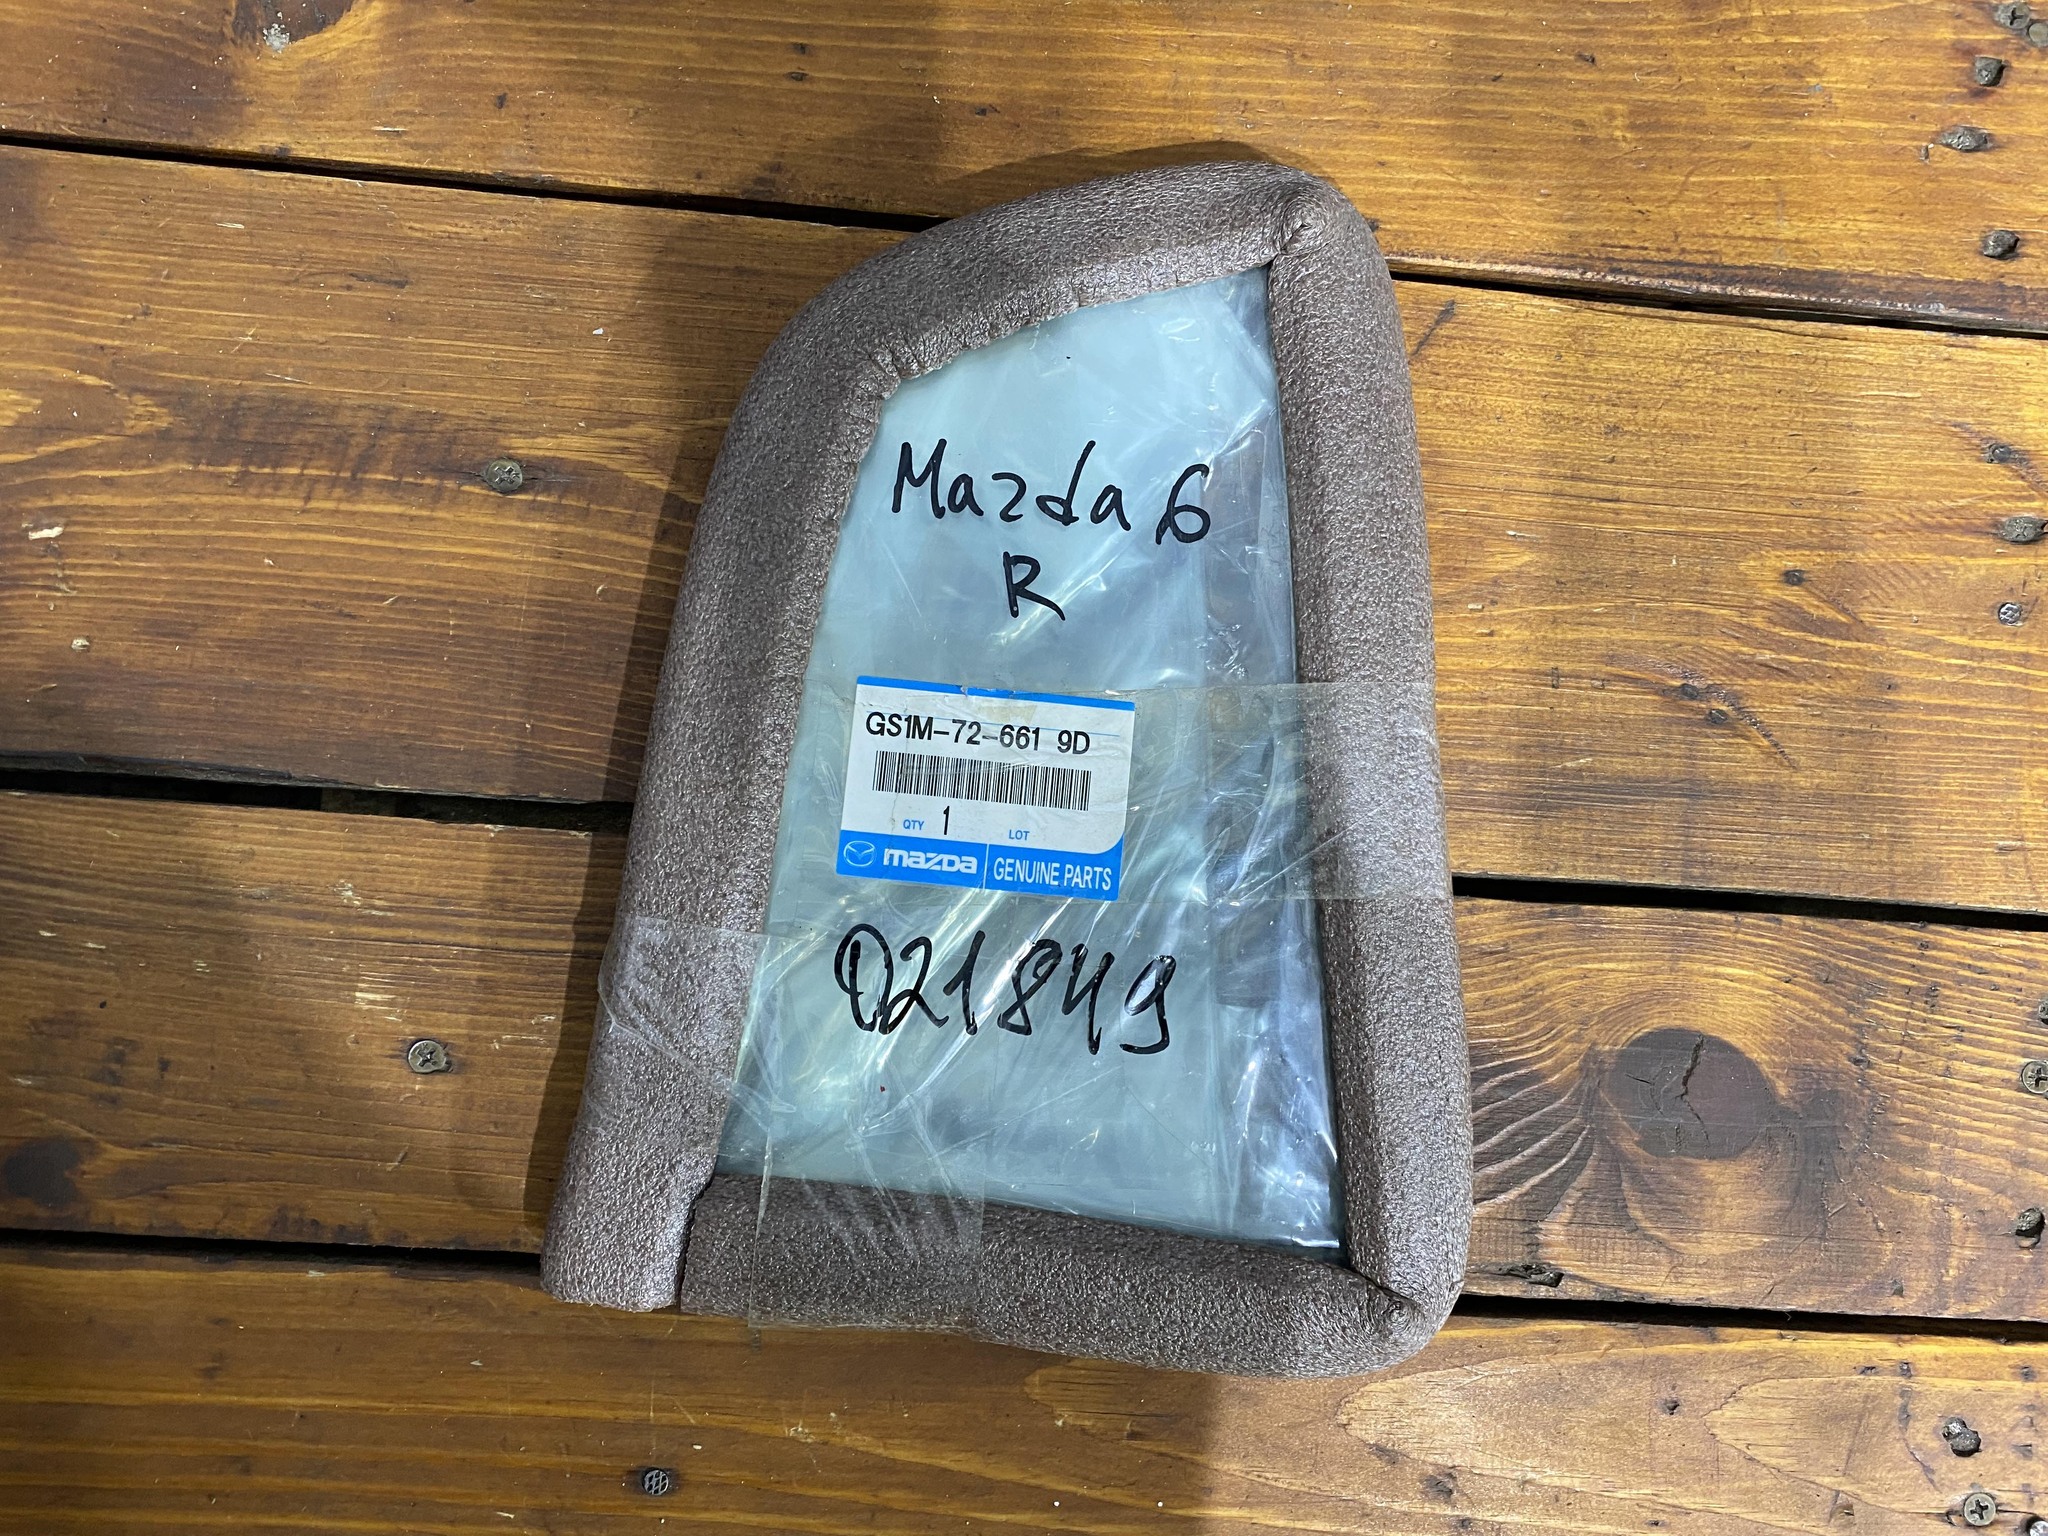 Mazda 6
R
GS1M-72-661 9D
QTY 1 LOT
mazda GENUINE PARTS
021849